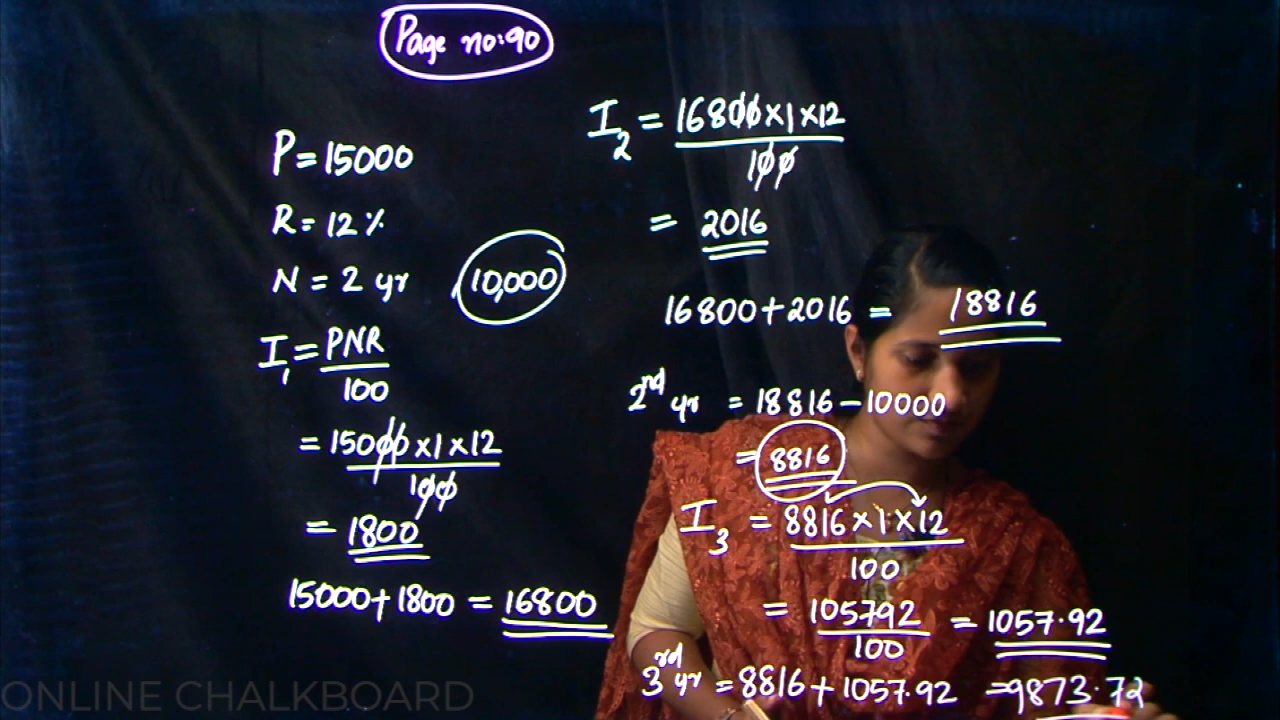 Page no:90
P = 15000
R = 12 %
N = 2 yr
10,000
I₁ = PNR
100
= 15000 x 1 x 12
100
= 1800
15000 + 1800 = 16800
I₂ = 16800 x 1 x 12
100
= 2016
16800 + 2016 = 18816
2nd yr = 18816 - 10000
= 8816
I₃ = 8816 x 1 x 12
100
= 105792 = 1057.92
100
3rd yr = 8816 + 1057.92 = 9873.72
ONLINE CHALKBOARD